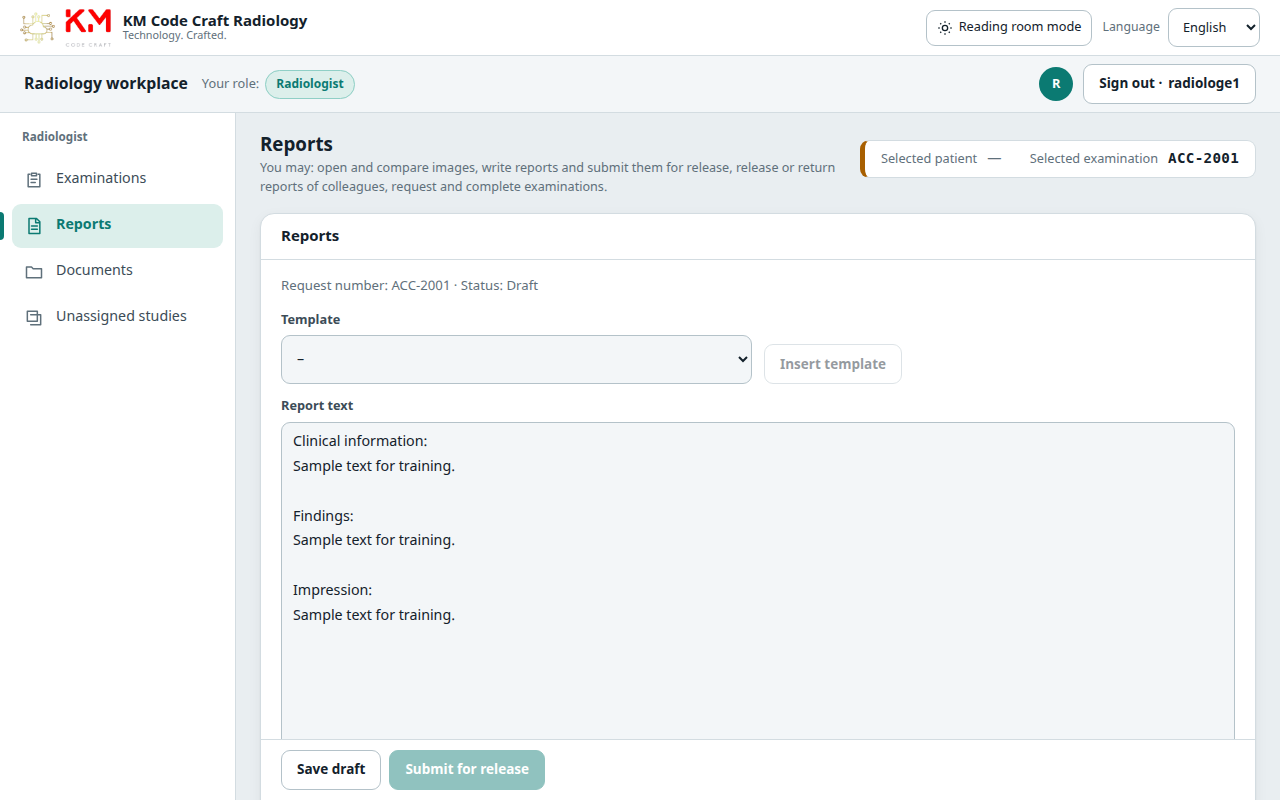 KM
CODE CRAFT
KM Code Craft Radiology
Technology. Crafted.
Reading room mode
Language
English
Radiology workplace
Your role:
Radiologist
R
Sign out · radiologe1
Radiologist
Examinations
Reports
Documents
Unassigned studies
Reports
You may: open and compare images, write reports and submit them for release, release or return
reports of colleagues, request and complete examinations.
Selected patient —
Selected examination ACC-2001
Reports
Request number: ACC-2001 · Status: Draft
Template
–
Insert template
Report text
Clinical information:
Sample text for training.
Findings:
Sample text for training.
Impression:
Sample text for training.
Save draft
Submit for release